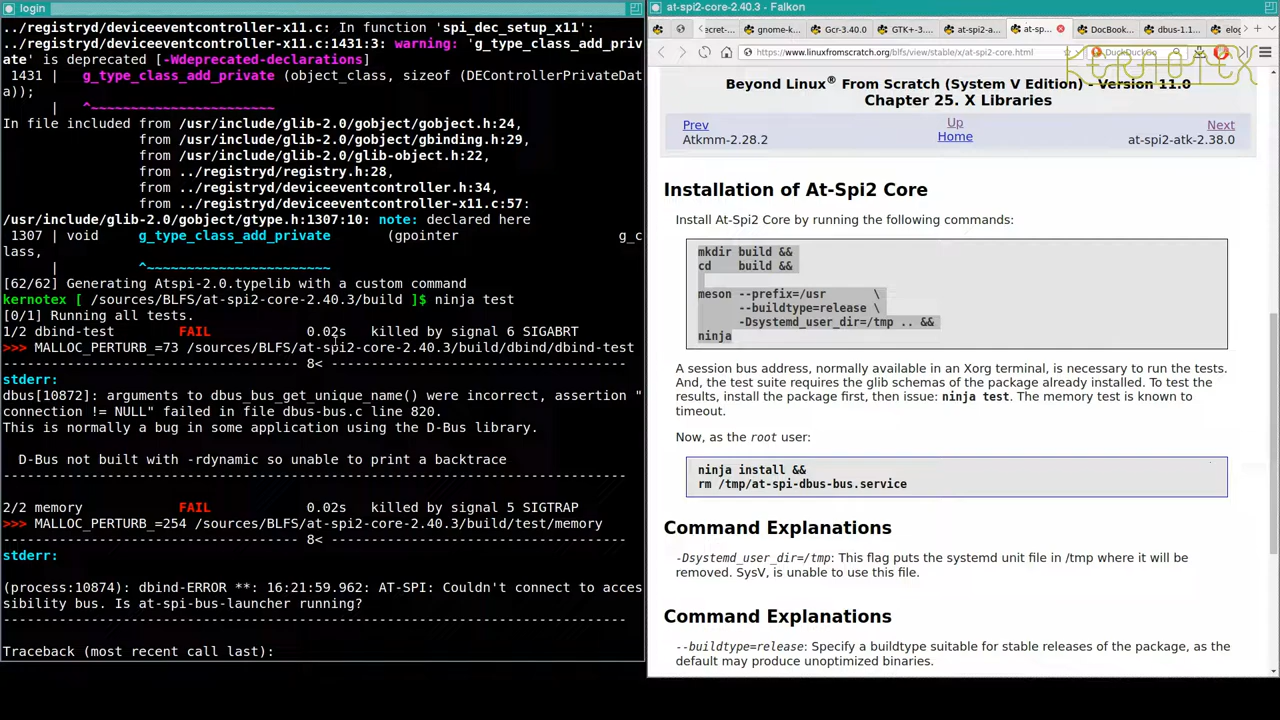 login
../registryd/deviceeventcontroller-x11.c: In function 'spi_dec_setup_x11':
../registryd/deviceeventcontroller-x11.c:1431:3: warning: 'g_type_class_add_priv
ate' is deprecated [-Wdeprecated-declarations]
1431 |   g_type_class_add_private (object_class, sizeof (DEControllerPrivateDat
a));
|   ^~~~~~~~~~~~~~~~~~~~~~~~
In file included from /usr/include/glib-2.0/gobject/gobject.h:24,
from /usr/include/glib-2.0/gobject/gbinding.h:29,
from /usr/include/glib-2.0/glib-object.h:22,
from ../registryd/registry.h:28,
from ../registryd/deviceeventcontroller.h:34,
from ../registryd/deviceeventcontroller-x11.c:57:
/usr/include/glib-2.0/gobject/gtype.h:1307:10: note: declared here
1307 | void     g_type_class_add_private       (gpointer                    g_c
lass,
|          ^~~~~~~~~~~~~~~~~~~~~~~~
[62/62] Generating Atspi-2.0.typelib with a custom command
kernotex [ /sources/BLFS/at-spi2-core-2.40.3/build ]$ ninja test
[0/1] Running all tests.
1/2 dbind-test        FAIL            0.02s   killed by signal 6 SIGABRT
>>> MALLOC_PERTURB_=73 /sources/BLFS/at-spi2-core-2.40.3/build/dbind/dbind-test
------------------------------------- 8< -------------------------------------
stderr:
dbus[10872]: arguments to dbus_bus_get_unique_name() were incorrect, assertion "
connection != NULL" failed in file dbus-bus.c line 820.
This is normally a bug in some application using the D-Bus library.
D-Bus not built with -rdynamic so unable to print a backtrace
------------------------------------------------------------------------------
2/2 memory            FAIL            0.02s   killed by signal 5 SIGTRAP
>>> MALLOC_PERTURB_=254 /sources/BLFS/at-spi2-core-2.40.3/build/test/memory
------------------------------------- 8< -------------------------------------
stderr:
(process:10874): dbind-ERROR **: 16:21:59.962: AT-SPI: Couldn't connect to acces
sibility bus. Is at-spi-bus-launcher running?
------------------------------------------------------------------------------
Traceback (most recent call last):
at-spi2-core-2.40.3 - Falkon
ecret- gnome-k Gcr-3.40.0 GTK+-3. at-spi2-a at-sp DocBook dbus-1.1 elog
https://www.linuxfromscratch.org/blfs/view/stable/x/at-spi2-core.html DuckDuckGo
KERNOTEX
Beyond Linux® From Scratch (System V Edition) - Version 11.0
Chapter 25. X Libraries
Prev Up Next
Atkmm-2.28.2 Home at-spi2-atk-2.38.0
Installation of At-Spi2 Core
Install At-Spi2 Core by running the following commands:
mkdir build &&
cd    build &&
meson --prefix=/usr       \
--buildtype=release \
-Dsystemd_user_dir=/tmp .. &&
ninja
A session bus address, normally available in an Xorg terminal, is necessary to run the tests.
And, the test suite requires the glib schemas of the package already installed. To test the
results, install the package first, then issue: ninja test. The memory test is known to
timeout.
Now, as the root user:
ninja install &&
rm /tmp/at-spi-dbus-bus.service
Command Explanations
-Dsystemd_user_dir=/tmp: This flag puts the systemd unit file in /tmp where it will be
removed. SysV, is unable to use this file.
Command Explanations
--buildtype=release: Specify a buildtype suitable for stable releases of the package, as the
default may produce unoptimized binaries.